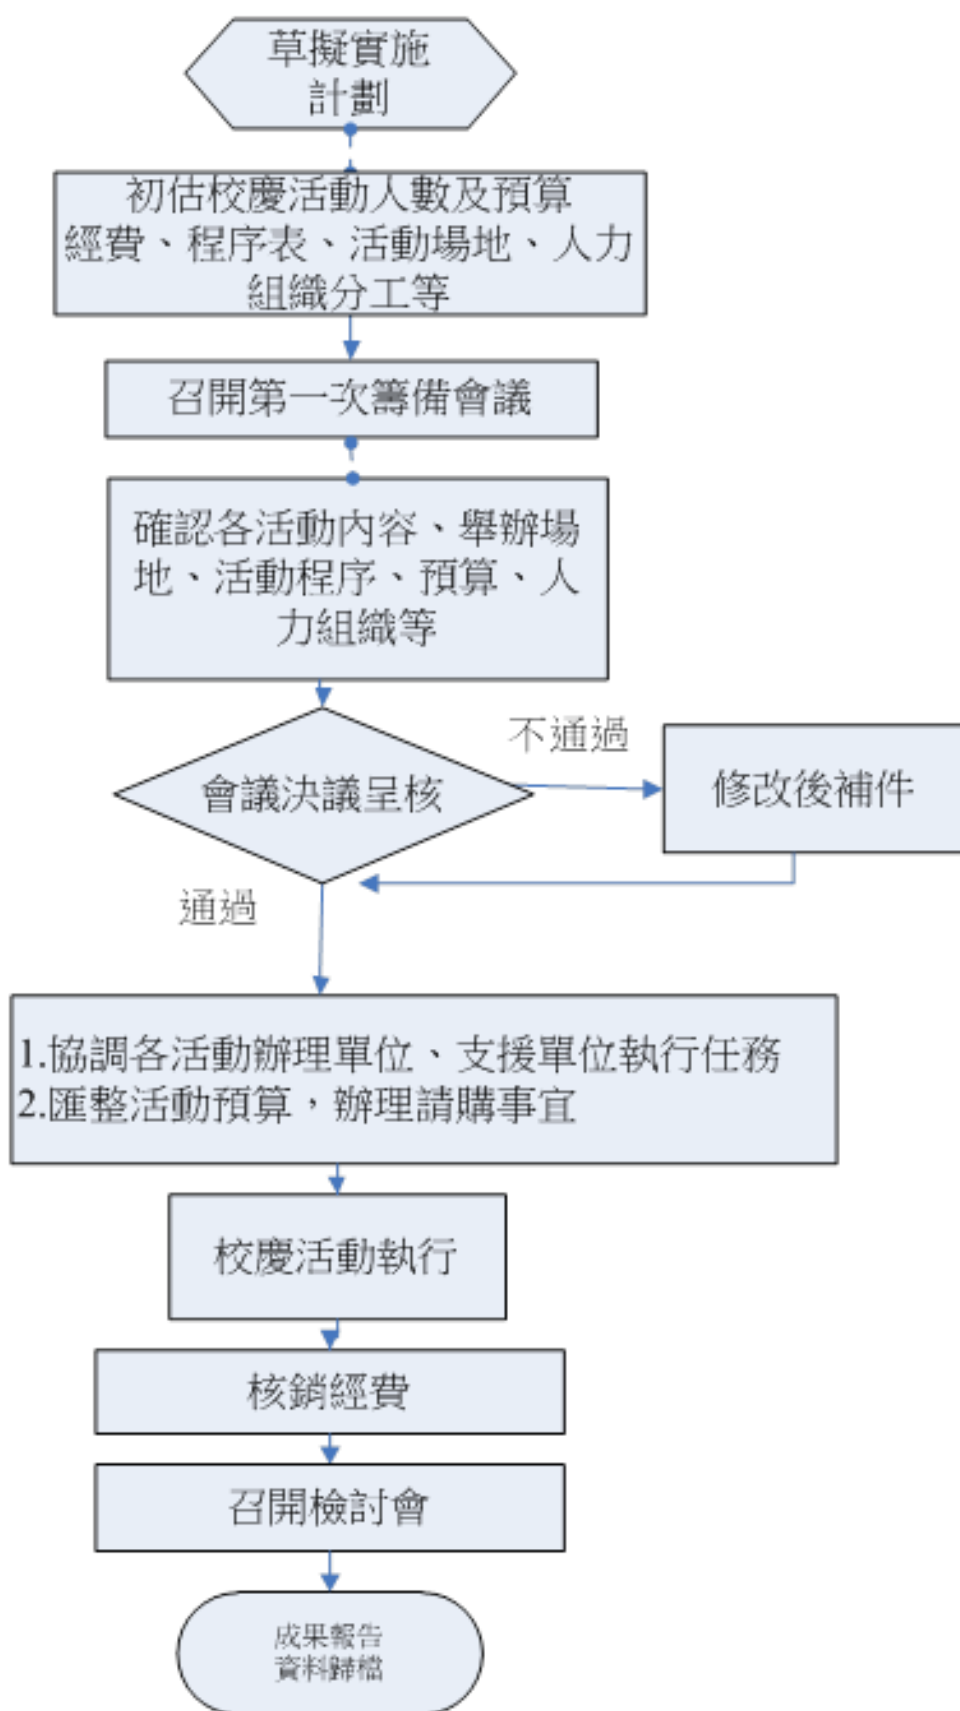 草擬實施
計劃
初估校慶活動人數及預算
經費、程序表、活動場地、人力
組織分工等
召開第一次籌備會議
確認各活動內容、舉辦場
地、活動程序、預算、人
力組織等
會議決議呈核
不通過
修改後補件
通過
1.協調各活動辦理單位、支援單位執行任務
2.匯整活動預算，辦理請購事宜
校慶活動執行
核銷經費
召開檢討會
成果報告
資料歸檔